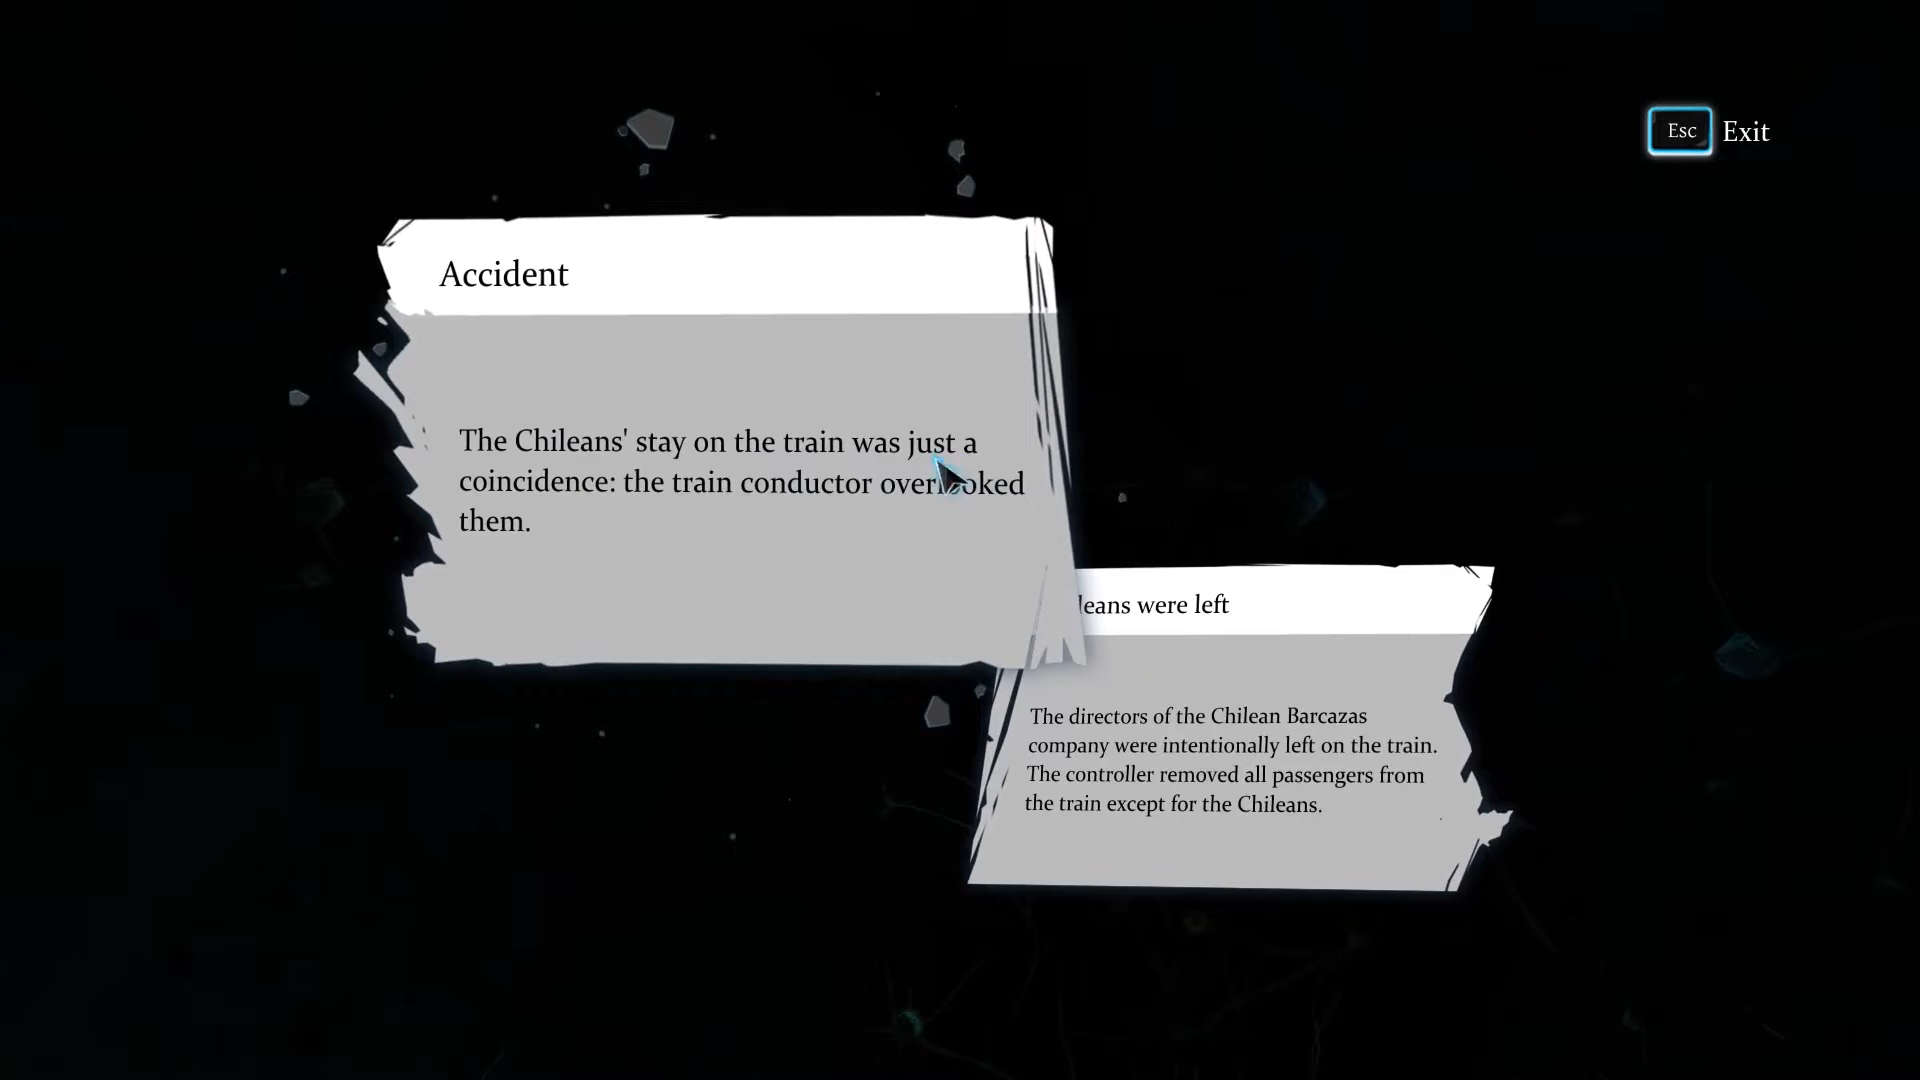 Esc Exit
Accident
The Chileans' stay on the train was just a
coincidence: the train conductor overlooked
them.
leans were left
The directors of the Chilean Barcazas
company were intentionally left on the train.
The controller removed all passengers from
the train except for the Chileans.